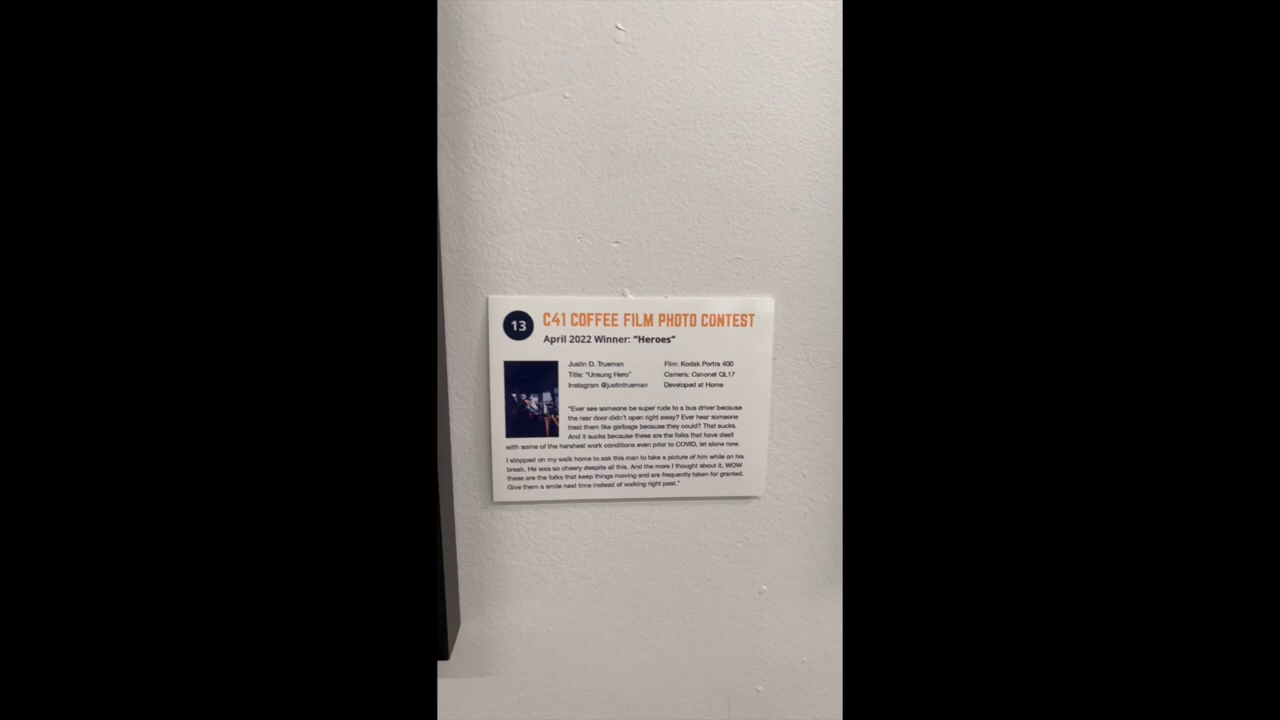 13
C41 COFFEE FILM PHOTO CONTEST
April 2022 Winner: "Heroes"
Justin D. Trueman
Title: "Unsung Hero"
Instagram @justintrueman
Film: Kodak Portra 400
Camera: Canonet QL17
Developed at Home
"Ever see someone be super rude to a bus driver because
the rear door didn't open right away? Ever hear someone
treat them like garbage because they could? That sucks.
And it sucks because these are the folks that have dealt
with some of the harshest work conditions even prior to COVID, let alone now.
I stopped on my walk home to ask this man to take a picture of him while on his
break. He was so cheery despite all this. And the more I thought about it, WOW
these are the folks that keep things moving and are frequently taken for granted.
Give them a smile next time instead of walking right past."